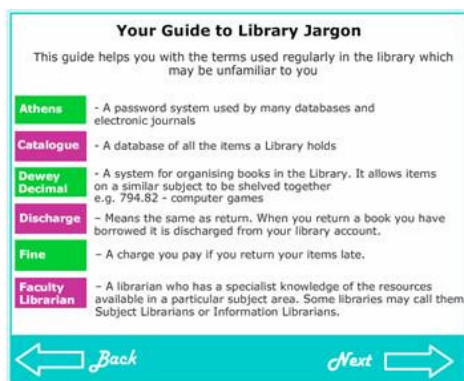 Your Guide to Library Jargon
This guide helps you with the terms used regularly in the library which
may be unfamiliar to you
Athens - A password system used by many databases and
electronic journals
Catalogue - A database of all the items a Library holds
Dewey
Decimal
- A system for organising books in the Library. It allows items
on a similar subject to be shelved together
e.g. 794.82 - computer games
Discharge – Means the same as return. When you return a book you have
borrowed it is discharged from your library account.
Fine – A charge you pay if you return your items late.
Faculty
Librarian
– A librarian who has a specialist knowledge of the resources
available in a particular subject area. Some libraries may call them
Subject Librarians or Information Librarians.
Back
Next